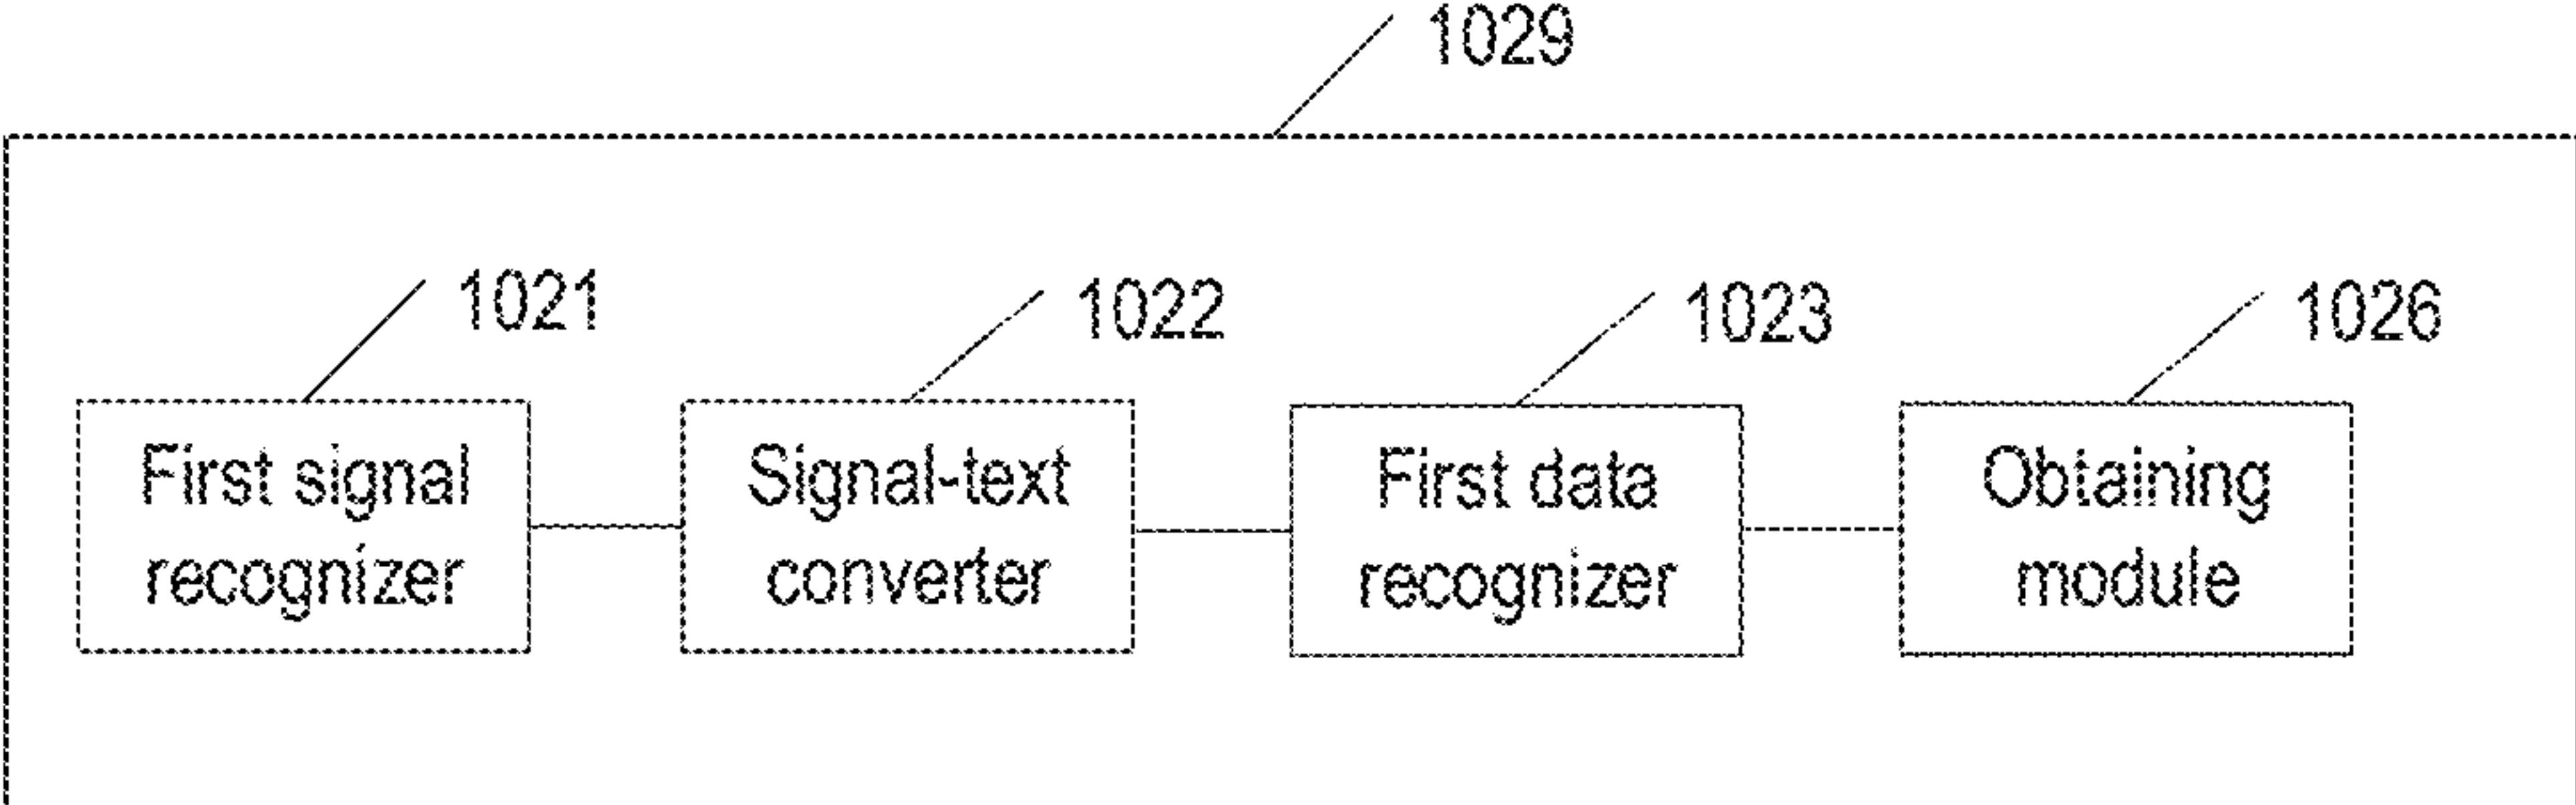 1029
1021
1022
1023
1026
First signal
recognizer
Signal-text
converter
First data
recognizer
Obtaining
module